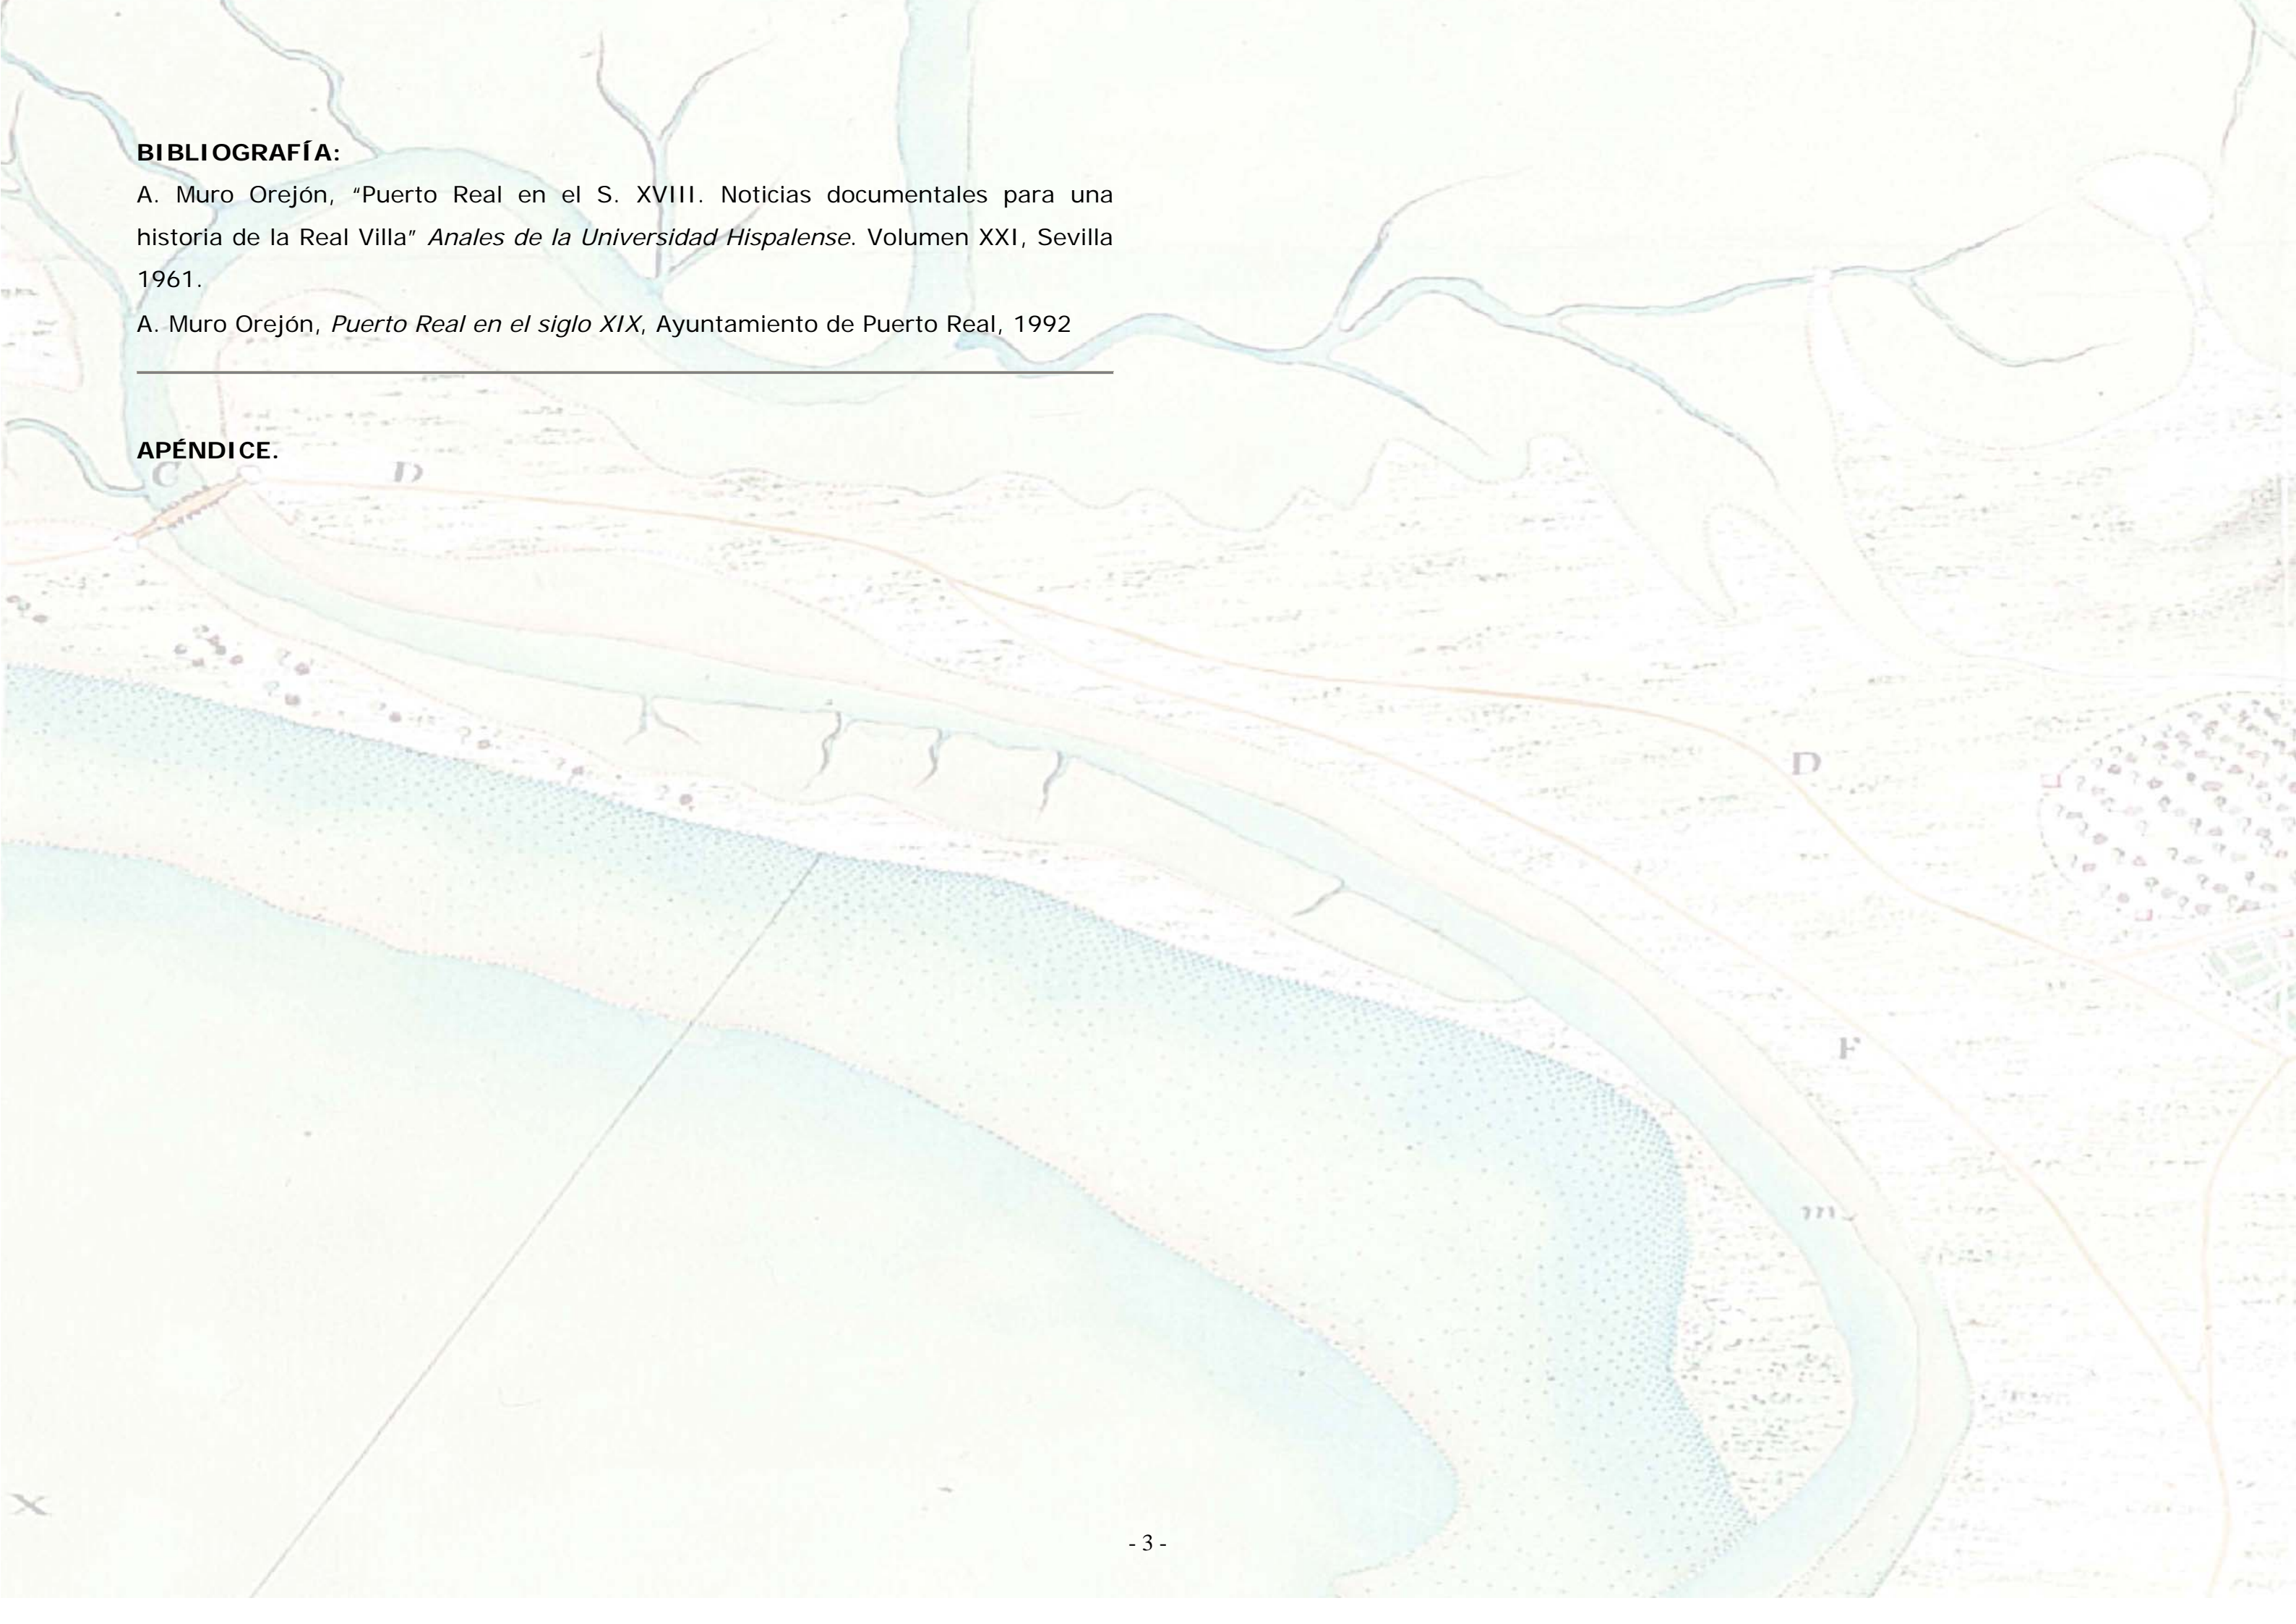 BIBLIOGRAFÍA:
A. Muro Orejón, “Puerto Real en el S. XVIII. Noticias documentales para una
historia de la Real Villa” Anales de la Universidad Hispalense. Volumen XXI, Sevilla
1961.
A. Muro Orejón, Puerto Real en el siglo XIX, Ayuntamiento de Puerto Real, 1992
APÉNDICE.
C
D
D
F
m
X
- 3 -